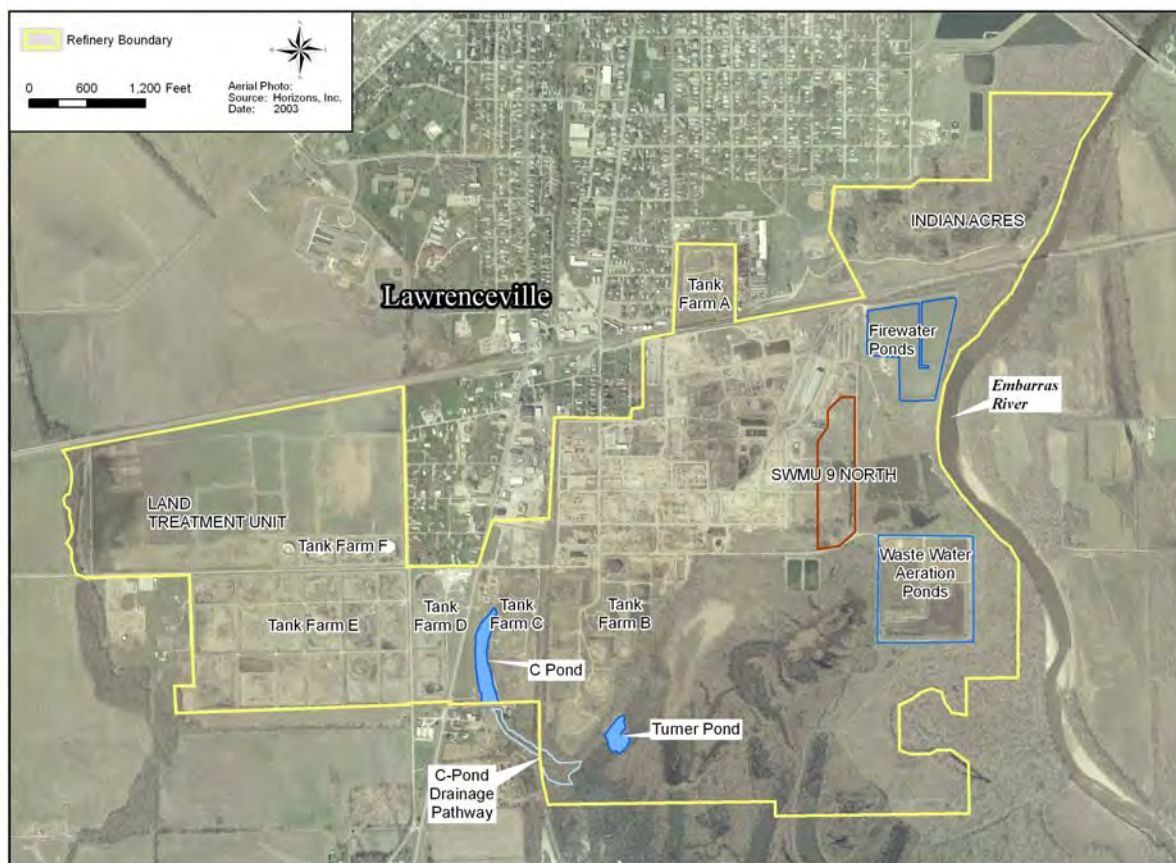 Refinery Boundary
0 600 1,200 Feet
Aerial Photo:
Source: Horizons, Inc.
Date: 2003
INDIAN ACRES
Tank
Farm A
Lawrenceville
Firewater
Ponds
Embarras
River
SWMU 9 NORTH
LAND
TREATMENT UNIT
Tank Farm F
Waste Water
Aeration
Ponds
Tank Farm E
Tank
Farm D
Tank
Farm C
Tank
Farm B
C Pond
Turner Pond
C-Pond
Drainage
Pathway